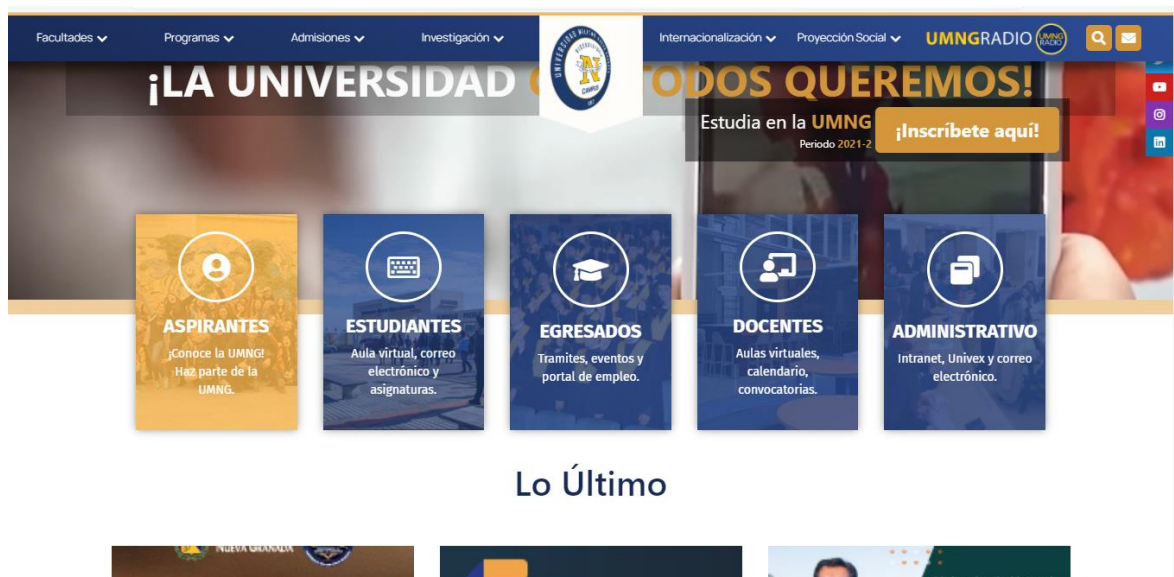 Facultades
Programas
Admisiones
Investigación
Internacionalización
Proyección Social
UMNGRADIO
¡LA UNIVERSIDAD
TODOS QUEREMOS!
Estudia en la UMNG
Periodo 2021-2
¡Inscríbete aquí!
ASPIRANTES
¡Conoce la UMNG!
Haz parte de la
UMNG.
ESTUDIANTES
Aula virtual, correo
electrónico y
asignaturas.
EGRESADOS
Tramites, eventos y
portal de empleo.
DOCENTES
Aulas virtuales,
calendario,
convocatorias.
ADMINISTRATIVO
Intranet, Univex y correo
electrónico.
Lo Último
NUEVA GRANADA